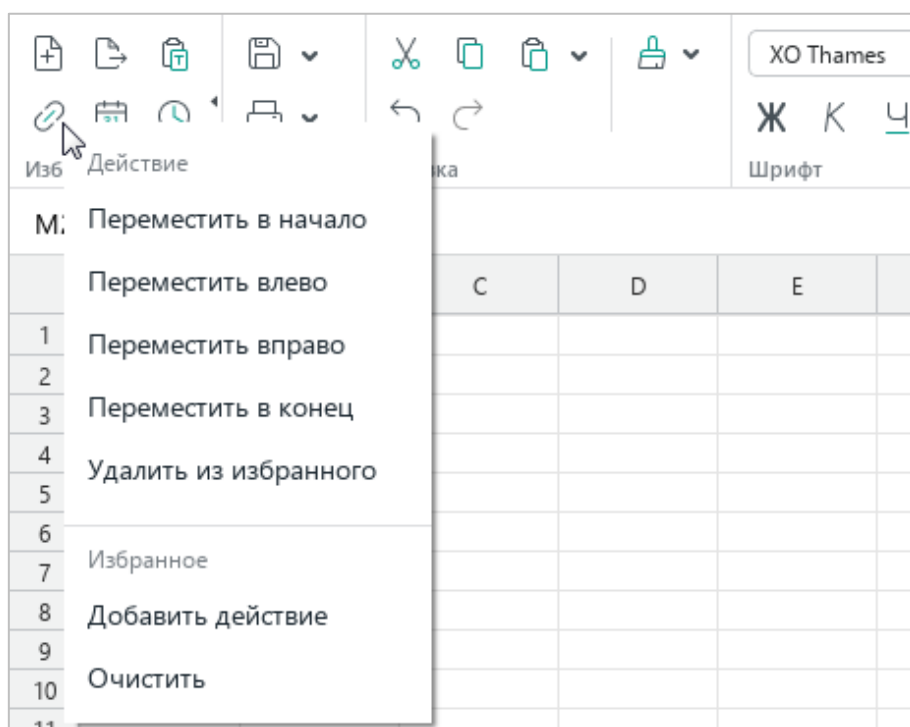 XO Thames
Ж К Ч
Изб
ка
Шрифт
Действие
Переместить в начало
Переместить влево
Переместить вправо
Переместить в конец
Удалить из избранного
Избранное
Добавить действие
Очистить
C D E
1
2
3
4
5
6
7
8
9
10